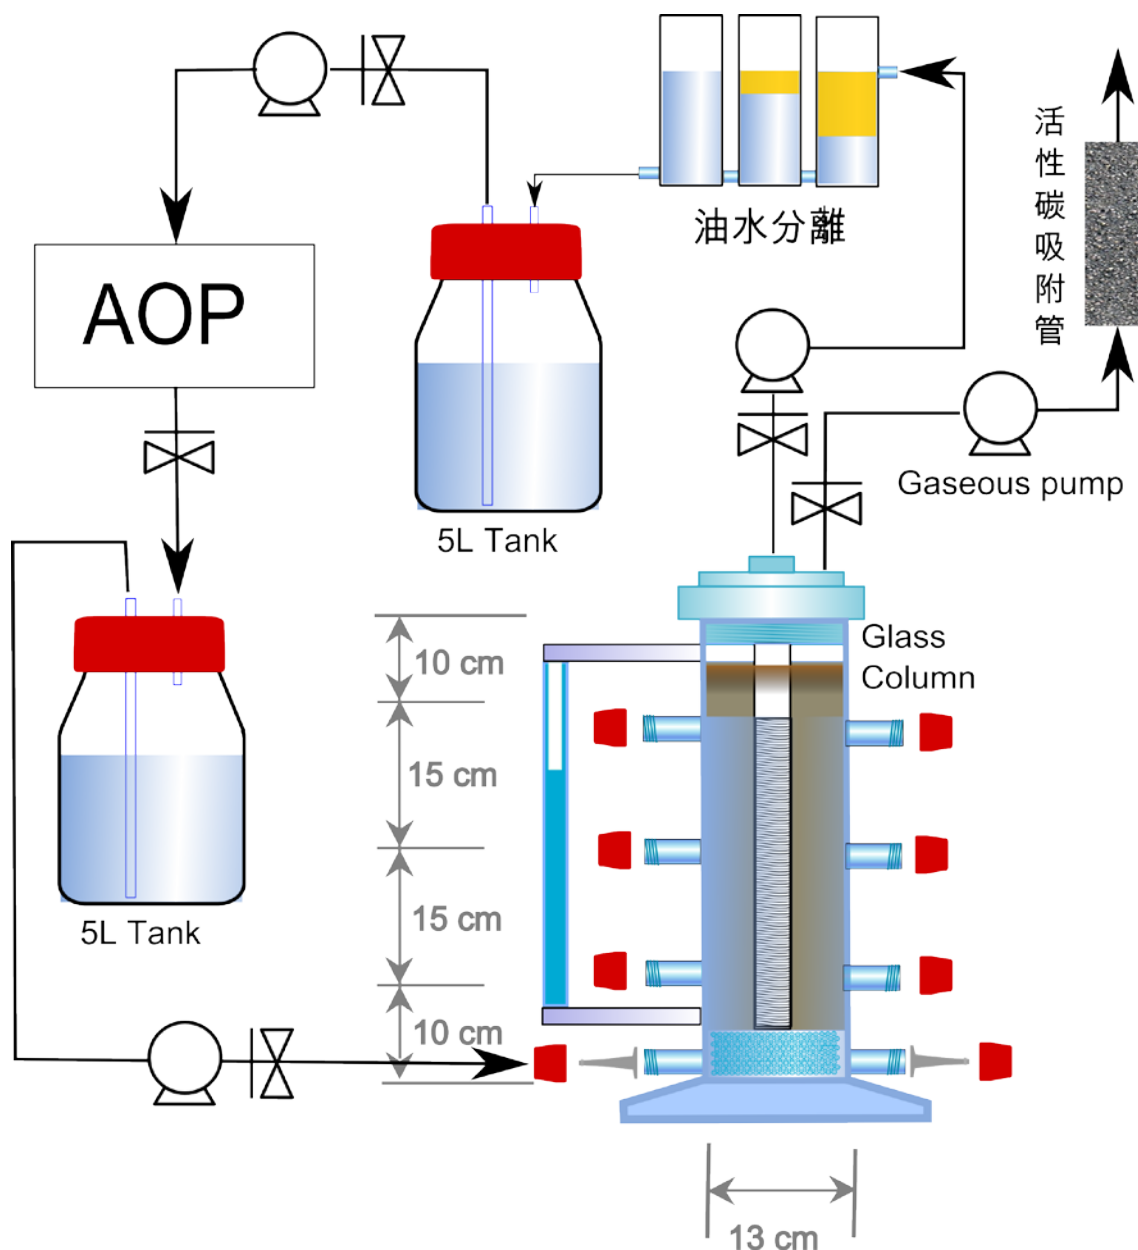 油水分離
活性碳吸附管
AOP
Gaseous pump
5L Tank
Glass
Column
10 cm
15 cm
15 cm
10 cm
5L Tank
13 cm